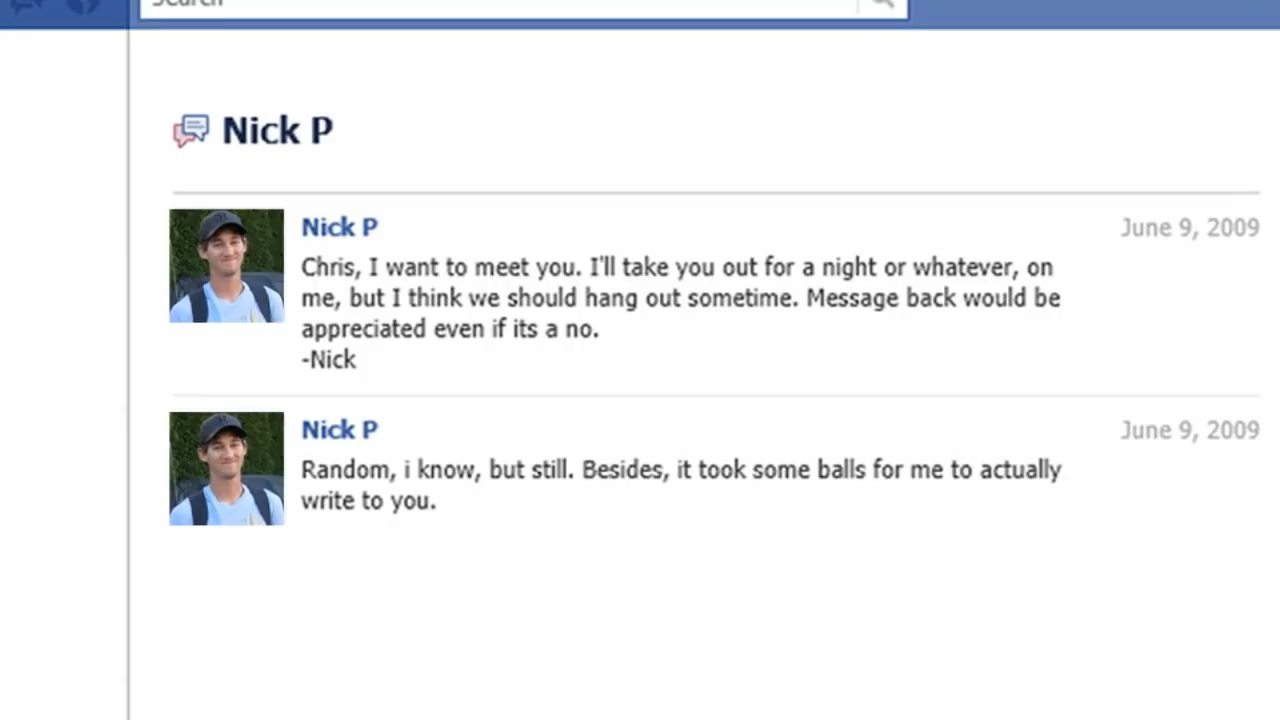 Search
Nick P
Nick P
June 9, 2009
Chris, I want to meet you. I'll take you out for a night or whatever, on
me, but I think we should hang out sometime. Message back would be
appreciated even if its a no.
-Nick
Nick P
June 9, 2009
Random, i know, but still. Besides, it took some balls for me to actually
write to you.